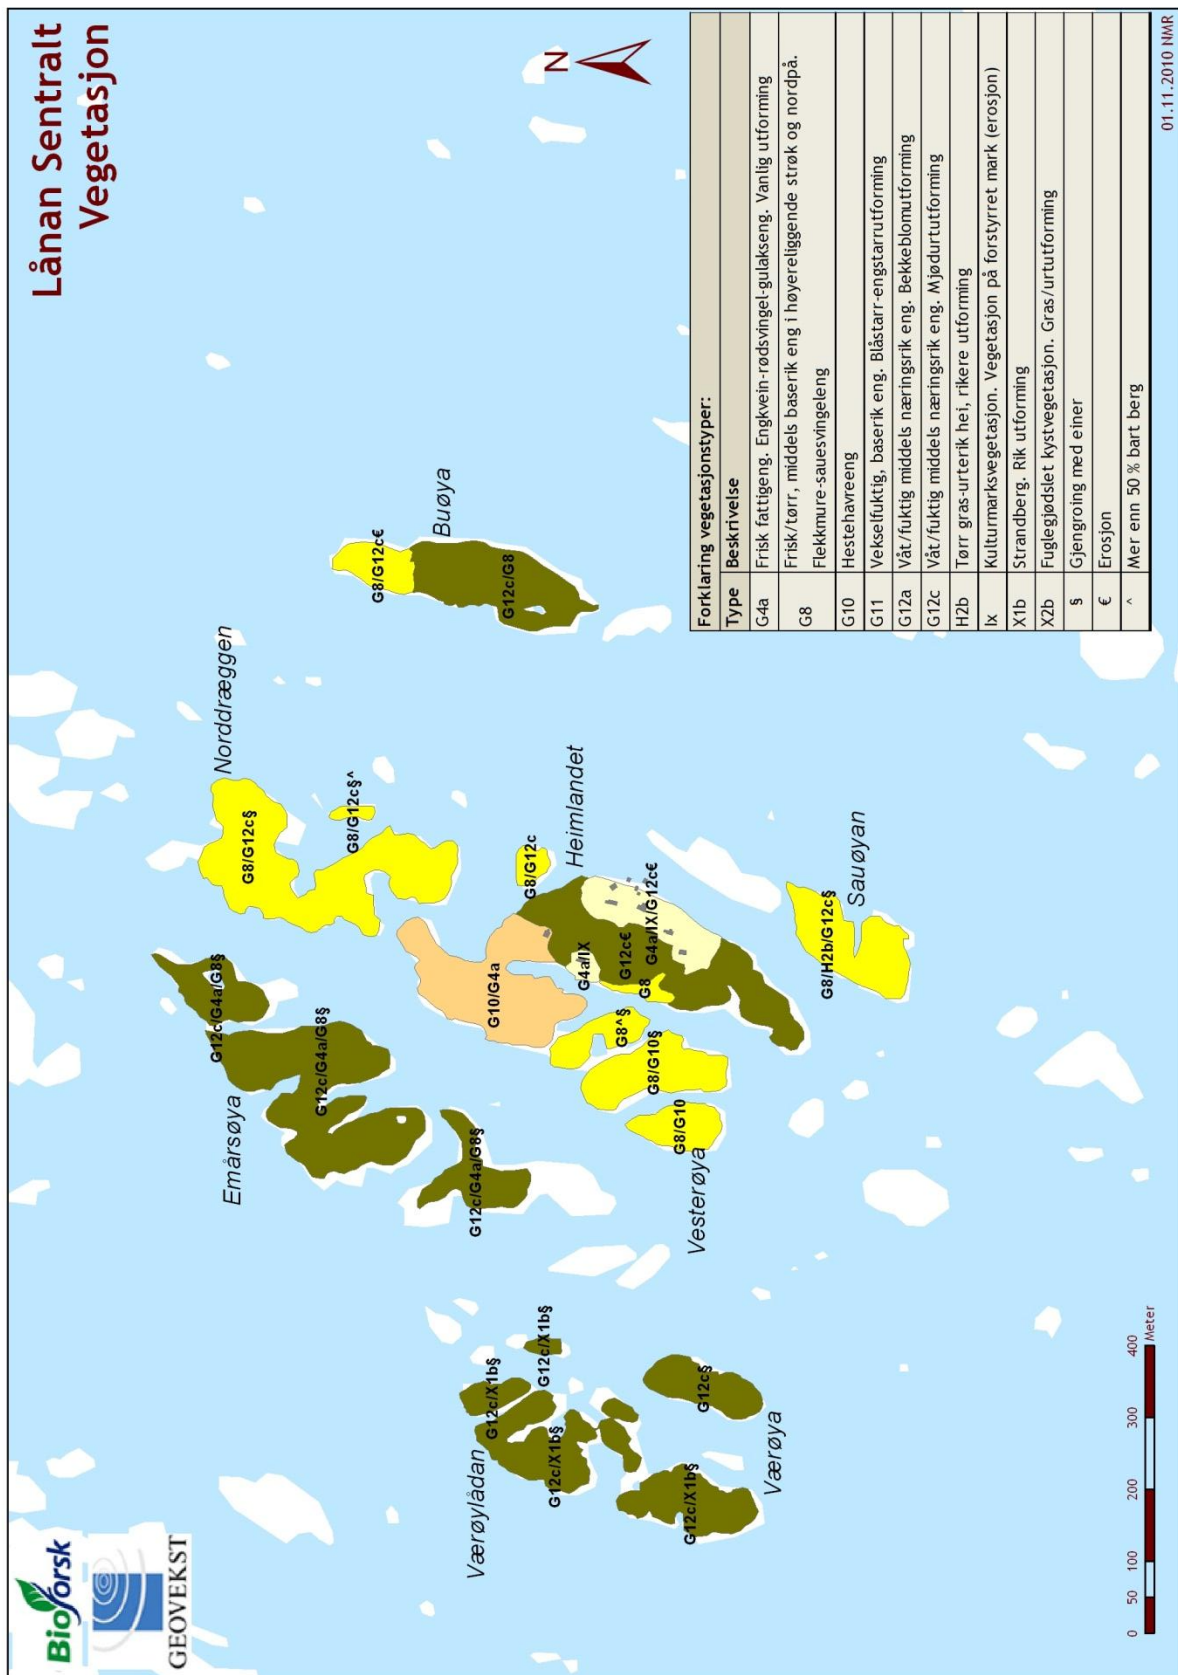 Lånan Sentralt
Vegetasjon
Bioforsk
GEOVEKST
N
Norddræggen
G8/G12c§
G8/G12c§^
Emårsøya
G12c/G4a/G8§
G12c/G4a/G8§
G12c/G4a/G8§
Buøya
G8/G12c€
G12c/G8
G10/G4a
G8/G12c
Heimlandet
G4a/IX
G12c€
G4a/IX/G12c€
G8
G8^§
G8/G10§
G8/G10
Vesterøya
G8/H2b/G12c§
Sauøyan
Værøylådan
G12c/X1b§
G12c/X1b§
G12c/X1b§
G12c§
G12c/X1b§
Værøya
0 50 100 200 300 400
Meter
Forklaring vegetasjonstyper:
Type Beskrivelse
G4a Frisk fattigeng. Engkvein-rødsvingel-gulakseng. Vanlig utforming
G8 Frisk/tørr, middels baserik eng i høyereliggende strøk og nordpå.
Flekkmure-sauesvingeleng
G10 Hestehavreeng
G11 Vekselfuktig, baserik eng. Blåstarr-engstarrutforming
G12a Våt/fuktig middels næringsrik eng. Bekkeblomutforming
G12c Våt/fuktig middels næringsrik eng. Mjødurtutforming
H2b Tørr gras-urterik hei, rikere utforming
Ix Kulturmarksvegetasjon. Vegetasjon på forstyrret mark (erosjon)
X1b Strandberg. Rik utforming
X2b Fuglegjødslet kystvegetasjon. Gras/urtutforming
§ Gjengroing med einer
€ Erosjon
^ Mer enn 50 % bart berg
01.11.2010 NMR